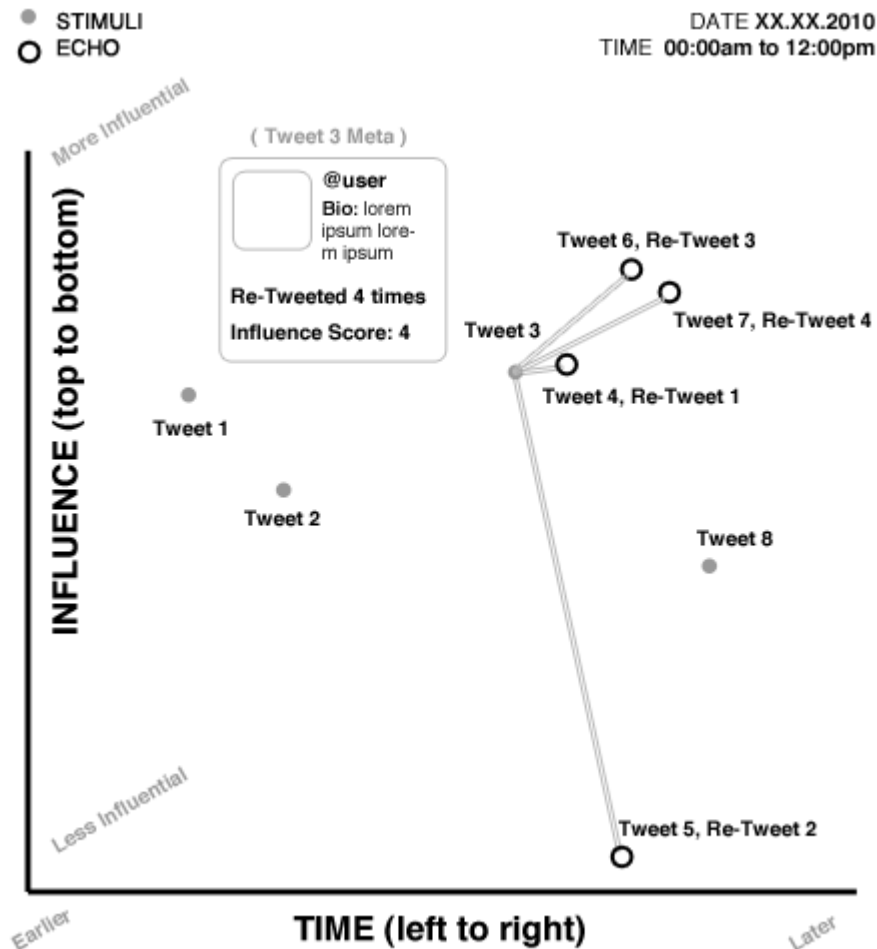 STIMULI
ECHO
DATE XX.XX.2010
TIME 00:00am to 12:00pm
More Influential
( Tweet 3 Meta )
@user
Bio: lorem
ipsum lore-
m ipsum
Re-Tweeted 4 times
Influence Score: 4
Tweet 6, Re-Tweet 3
Tweet 7, Re-Tweet 4
Tweet 3
Tweet 4, Re-Tweet 1
Tweet 1
Tweet 2
Tweet 8
INFLUENCE (top to bottom)
Less Influential
Tweet 5, Re-Tweet 2
Earlier
TIME (left to right)
Later